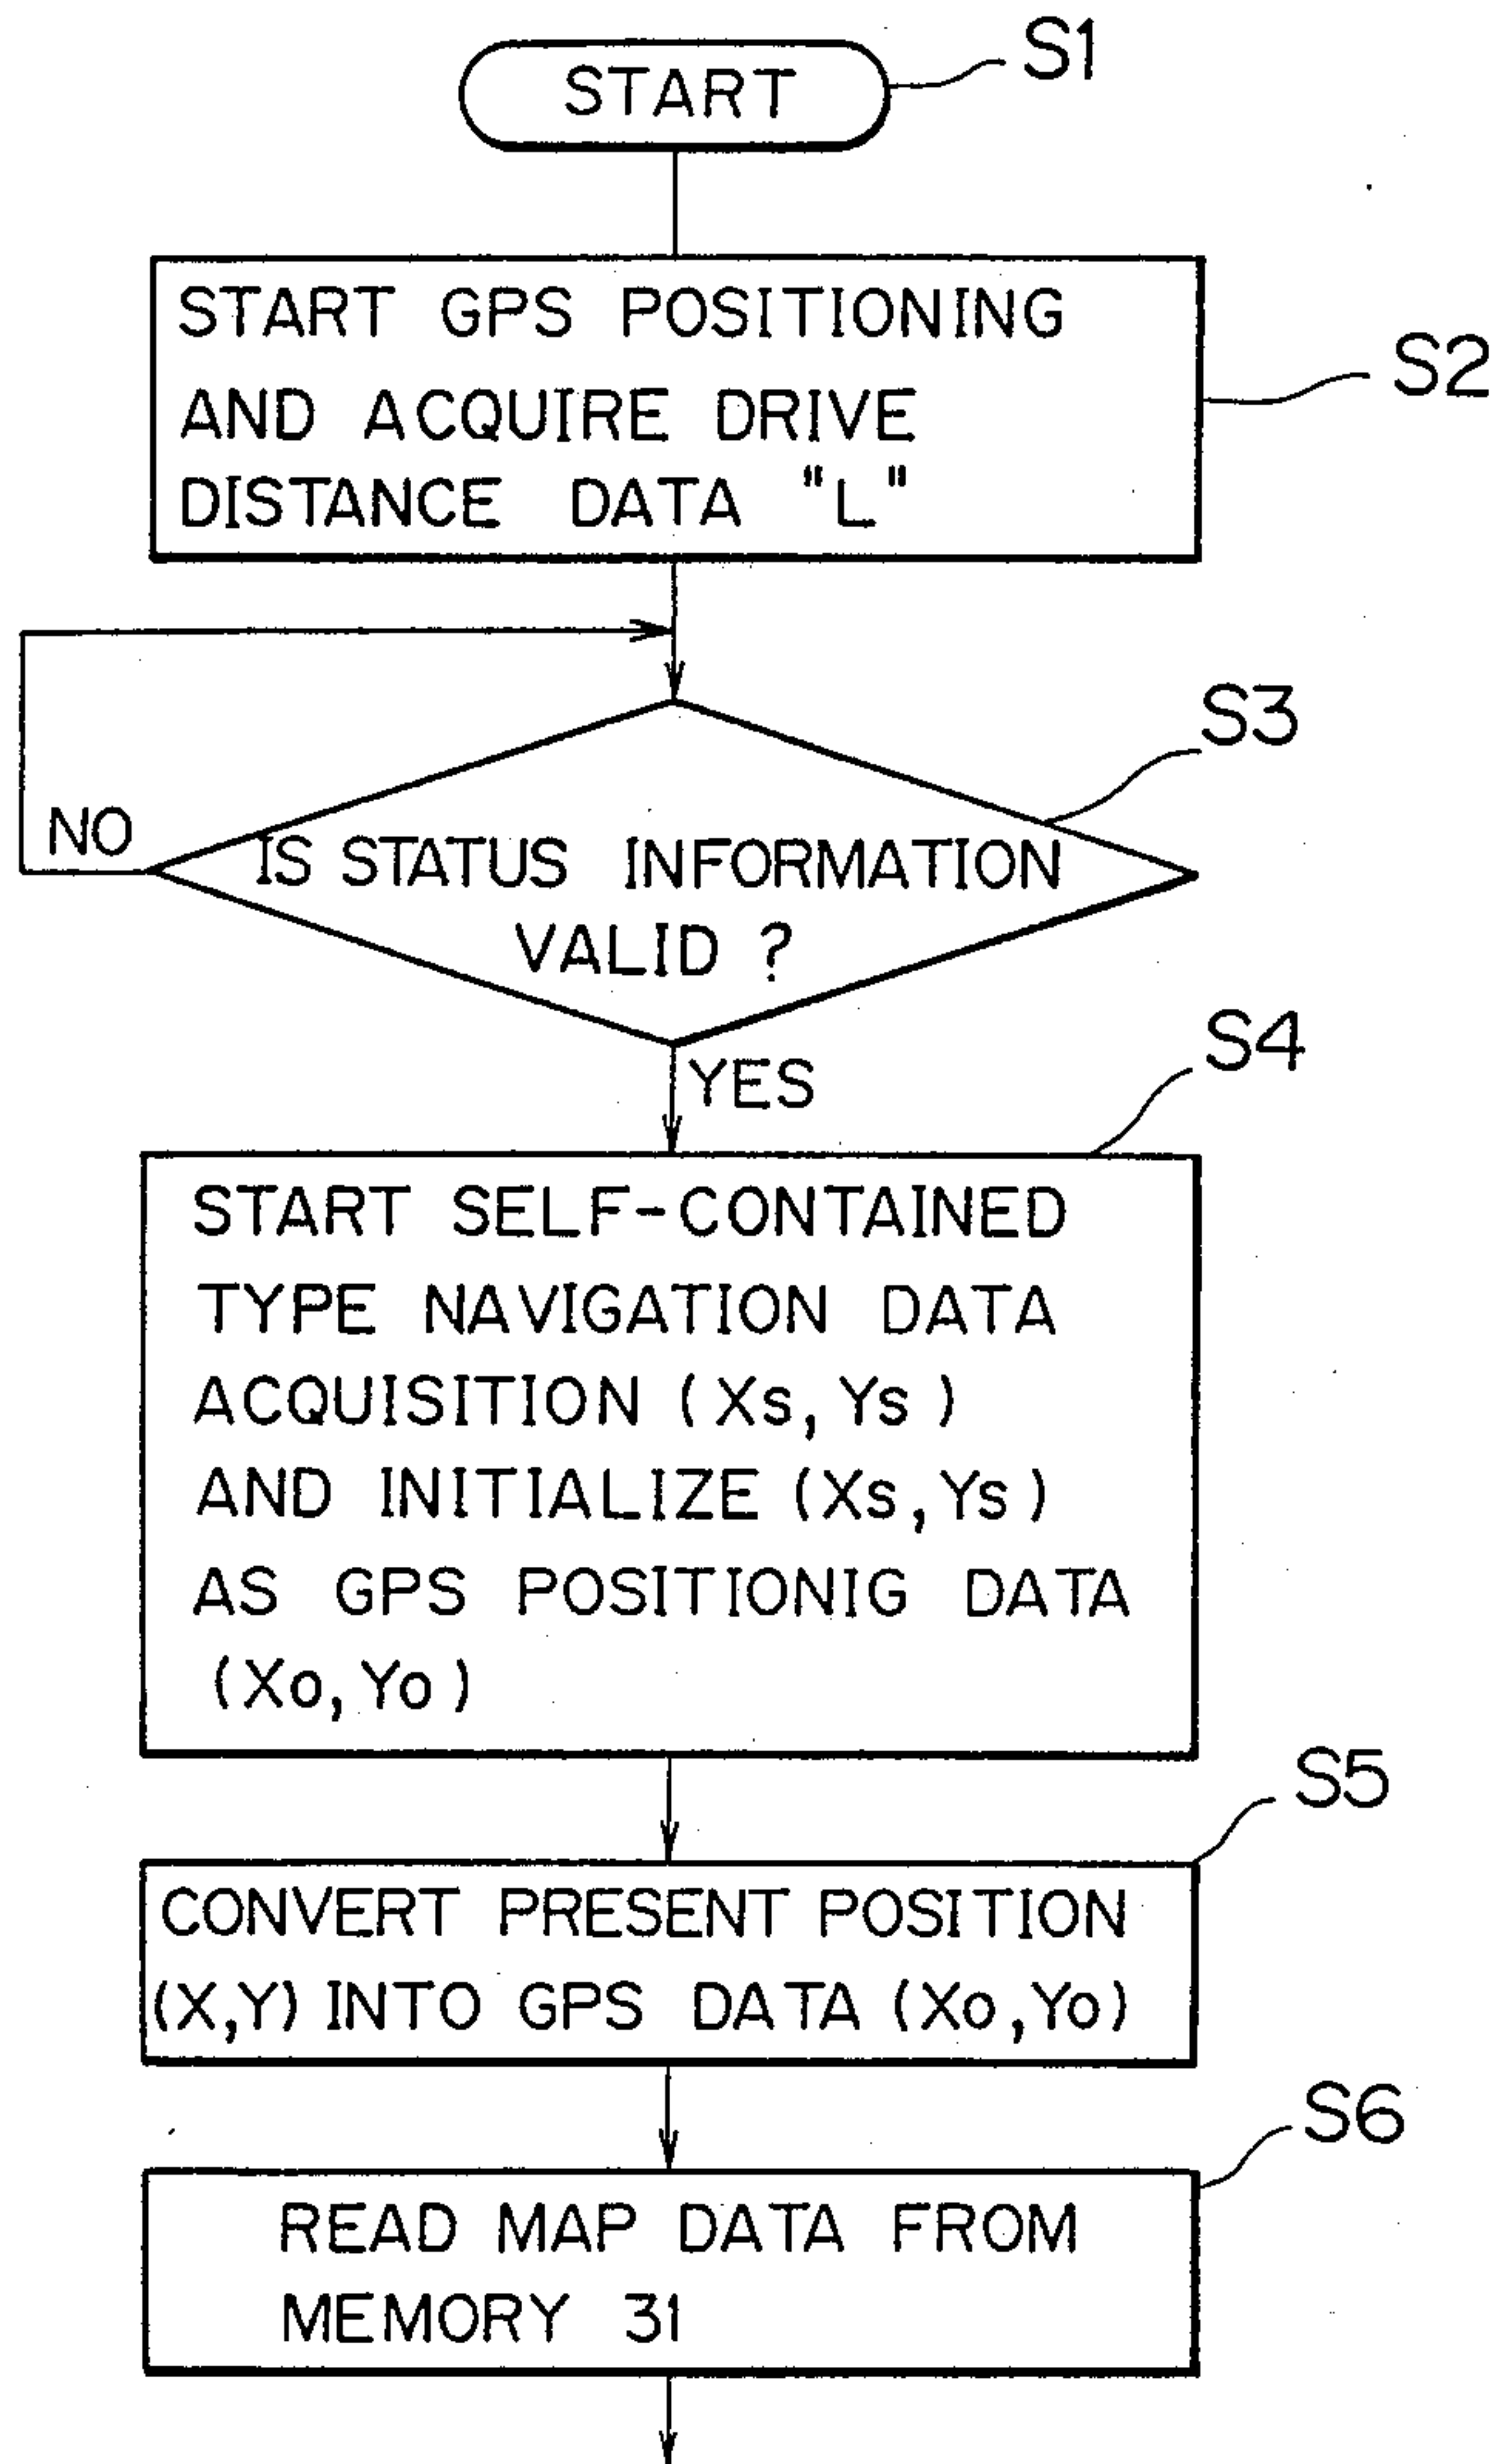 START
S1
START GPS POSITIONING
AND ACQUIRE DRIVE
DISTANCE DATA "L"
S2
S3
NO
IS STATUS INFORMATION
VALID ?
YES
S4
START SELF-CONTAINED
TYPE NAVIGATION DATA
ACQUISITION (Xs, Ys)
AND INITIALIZE (Xs, Ys)
AS GPS POSITIONIG DATA
(Xo, Yo)
S5
CONVERT PRESENT POSITION
(X,Y) INTO GPS DATA (Xo, Yo)
S6
READ MAP DATA FROM
MEMORY 31